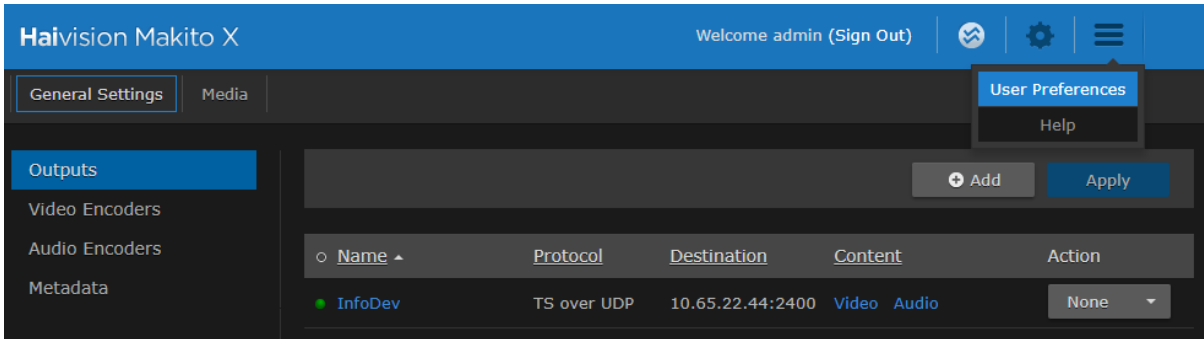 Haivision Makito X Welcome admin (Sign Out)
General Settings Media
User Preferences
Help
Outputs
Video Encoders
Audio Encoders
Metadata
Add Apply
Name Protocol Destination Content Action
InfoDev TS over UDP 10.65.22.44:2400 Video Audio None